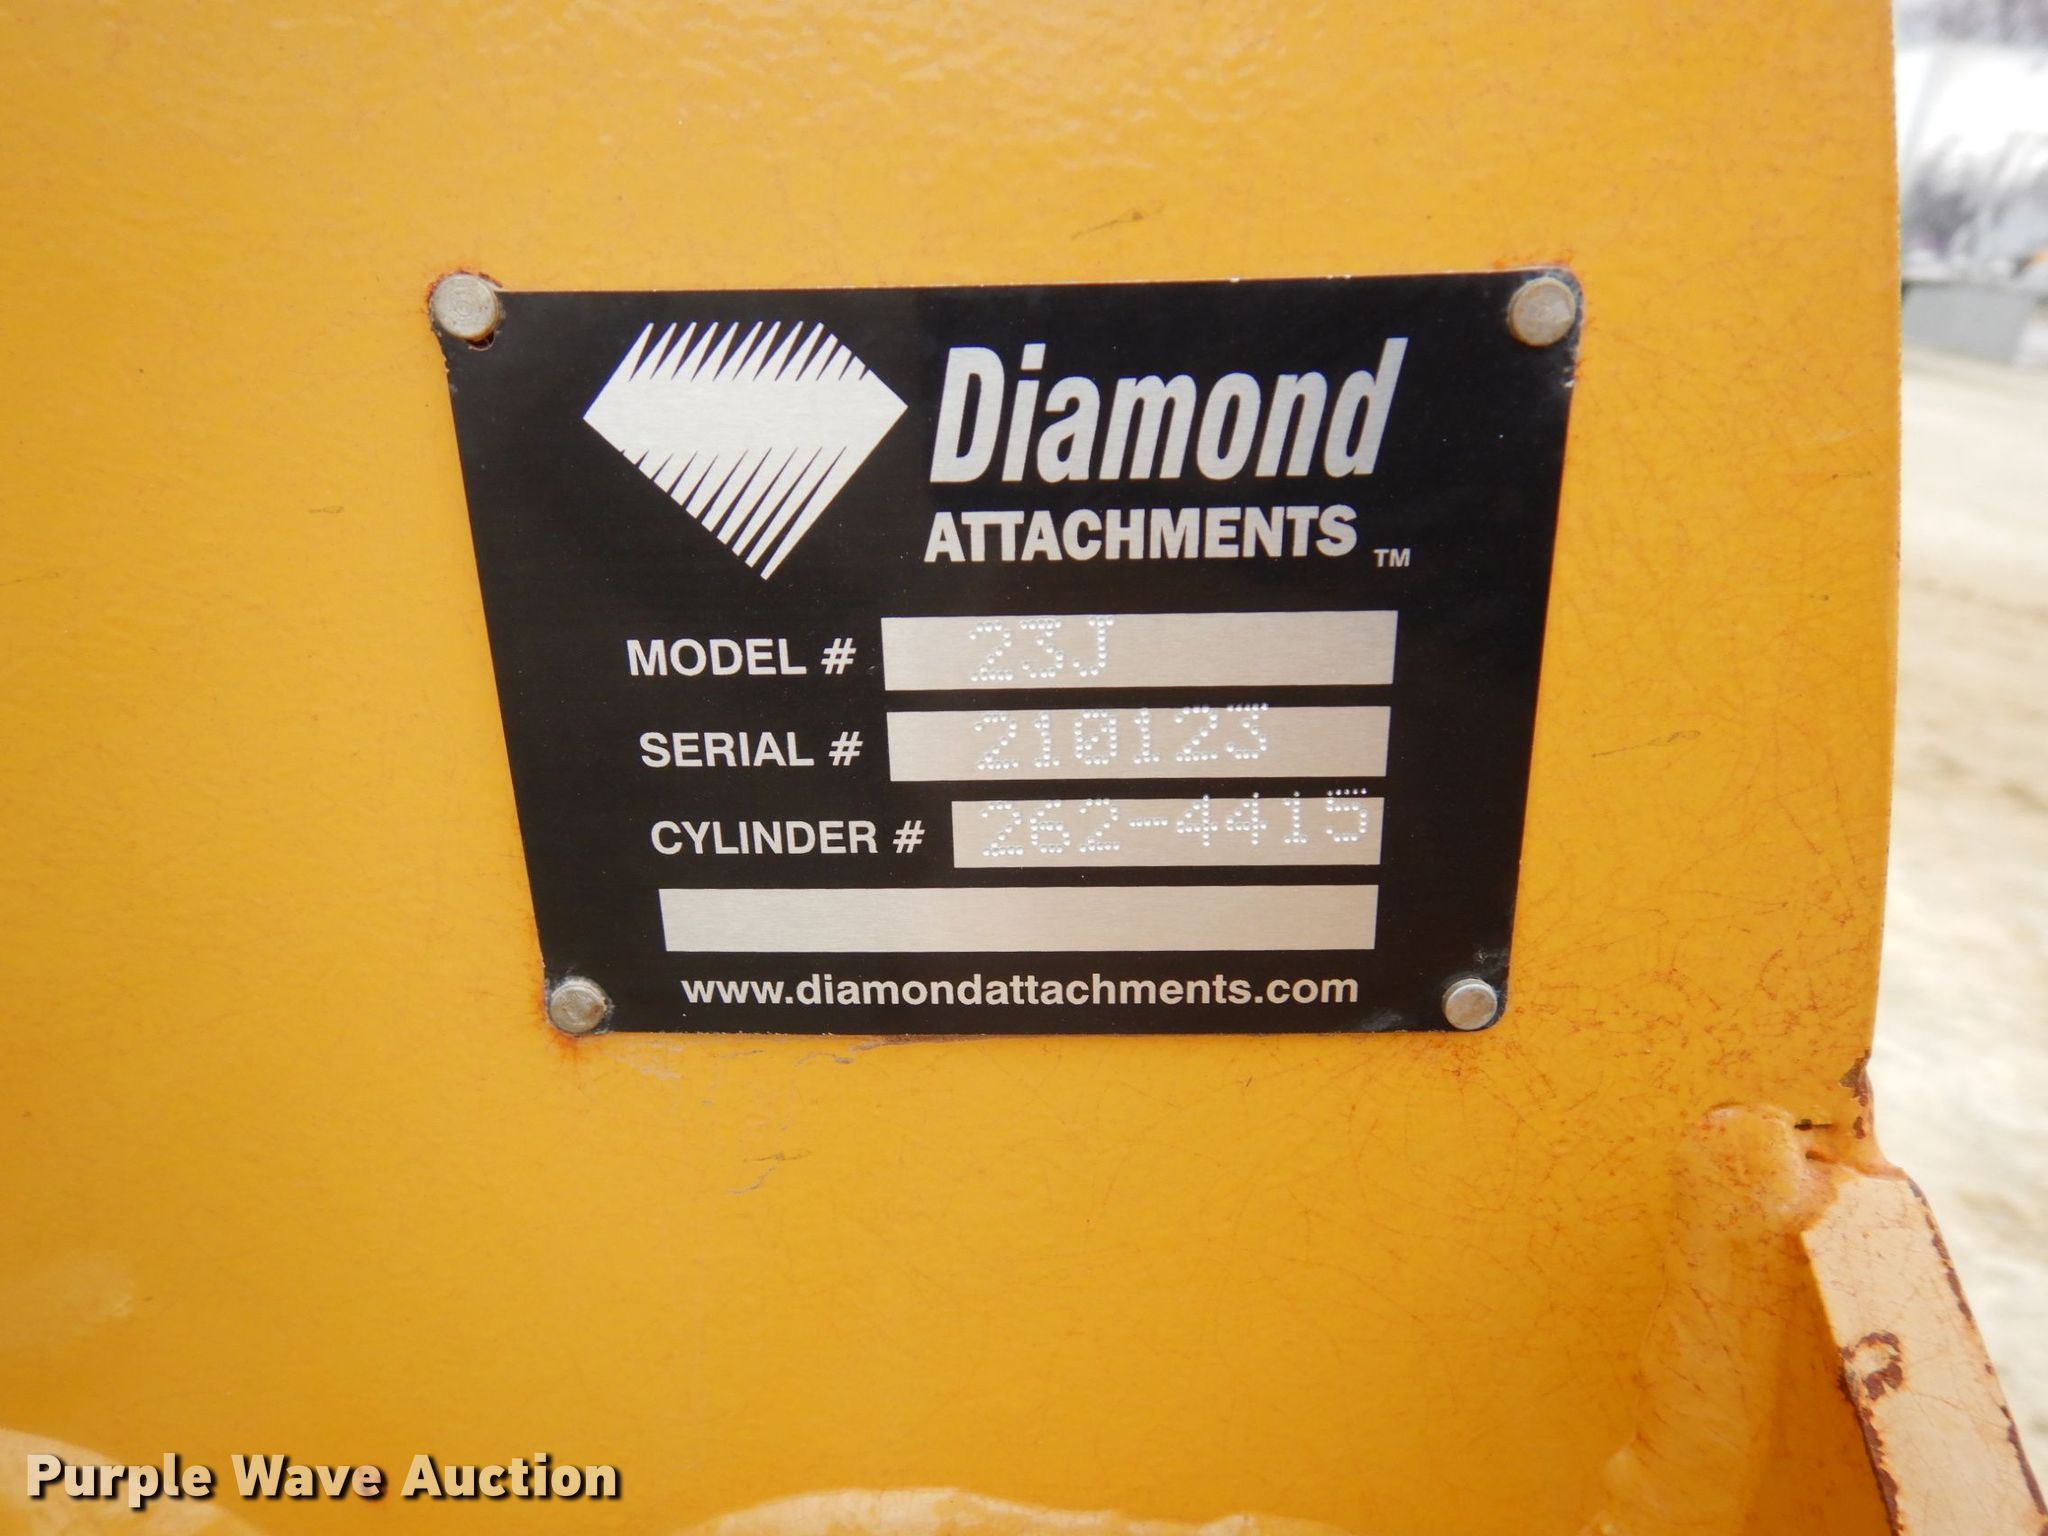 Diamond
ATTACHMENTS ™
MODEL # 23J
SERIAL # 210123
CYLINDER # 262-4415
www.diamondattachments.com
Purple Wave Auction